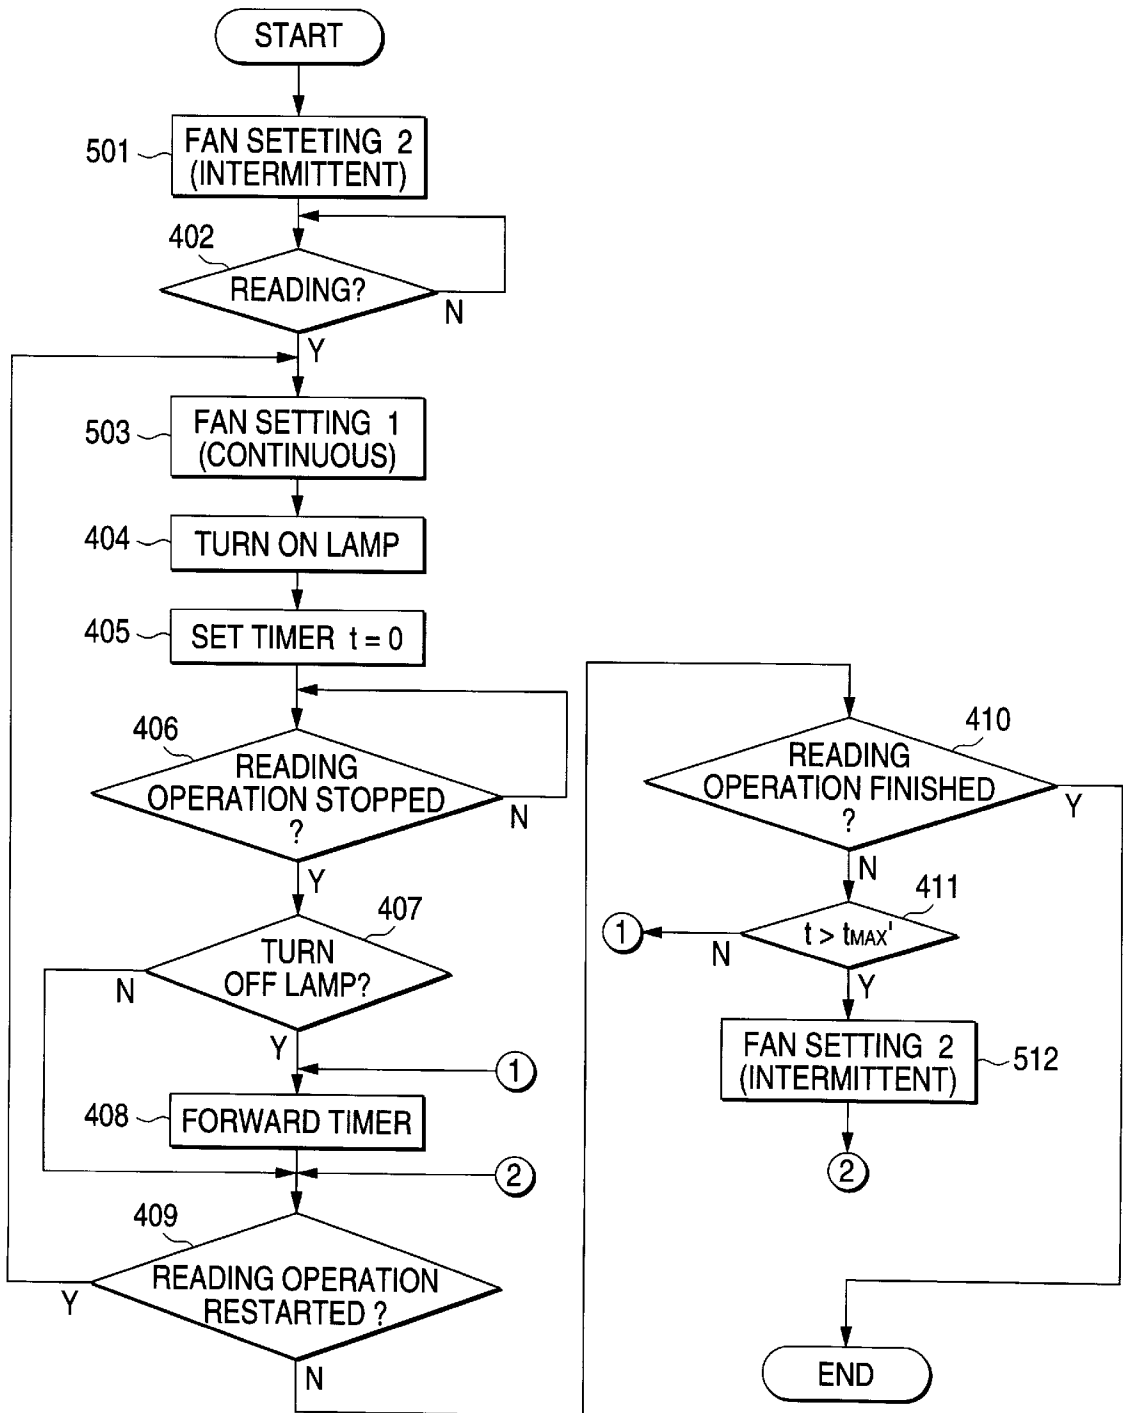 START
501
FAN SETETING 2
(INTERMITTENT)
402
READING?
N
Y
503
FAN SETTING 1
(CONTINUOUS)
404
TURN ON LAMP
405
SET TIMER t = 0
406
READING
OPERATION STOPPED
?
N
Y
407
TURN
OFF LAMP?
N
Y
1
408
FORWARD TIMER
2
409
READING OPERATION
RESTARTED ?
Y
N
410
READING
OPERATION FINISHED
?
Y
N
411
t > tMAX'
1
N
Y
FAN SETTING 2
(INTERMITTENT)
512
2
END